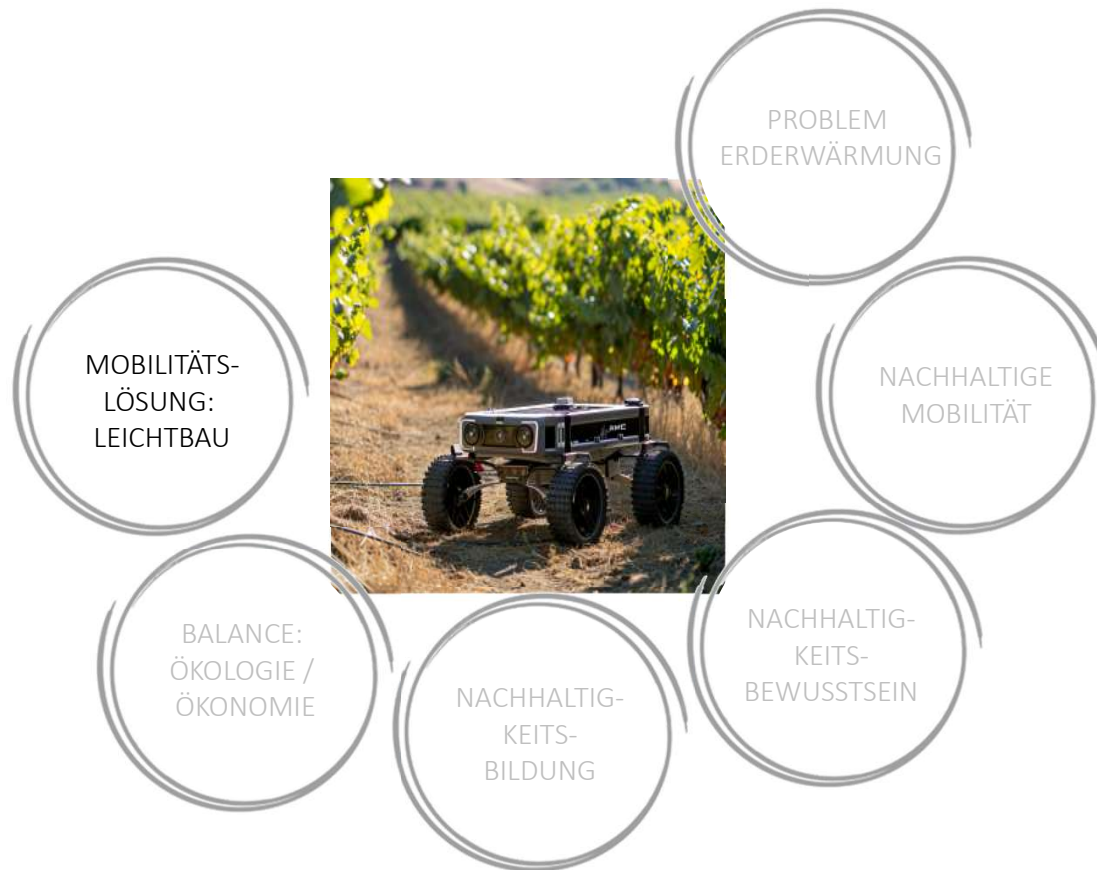 PROBLEM
ERDERWÄRMUNG
NACHHALTIGE
MOBILITÄT
NACHHALTIG-
KEITS-
BEWUSSTSEIN
NACHHALTIG-
KEITS-
BILDUNG
BALANCE:
ÖKOLOGIE /
ÖKONOMIE
MOBILITÄTS-
LÖSUNG:
LEICHTBAU